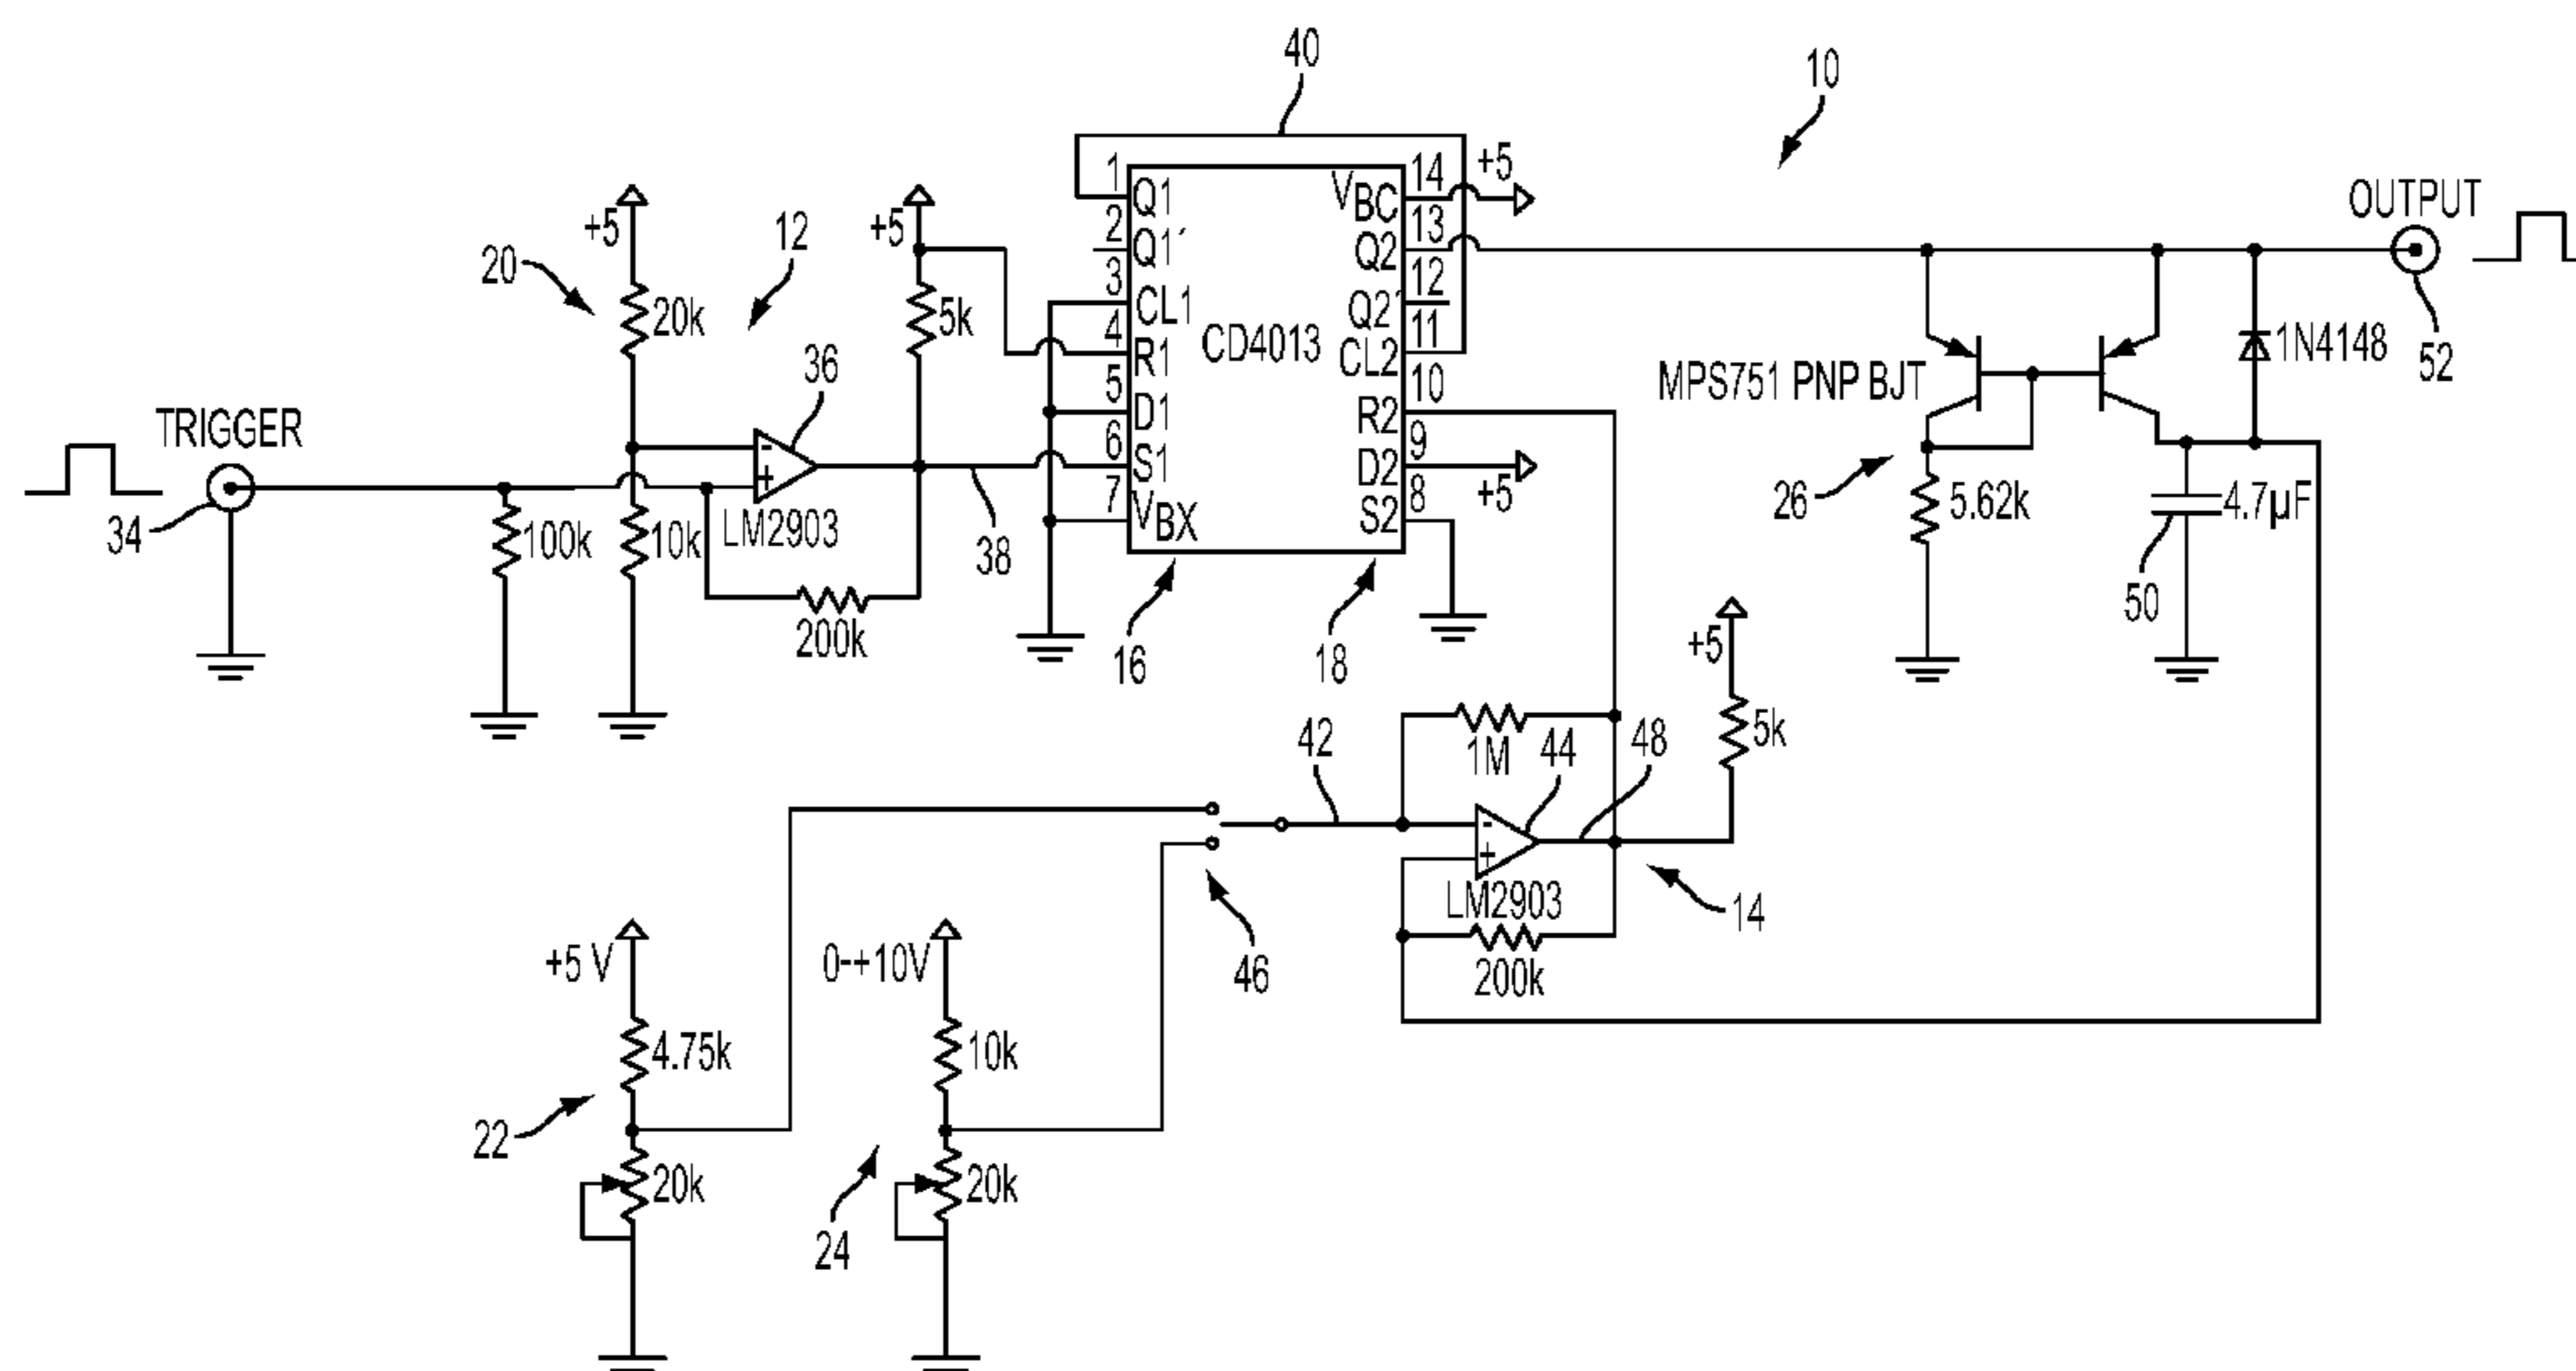 40
10
1
Q1
2
Q1´
3
CL1
4
R1
5
D1
6
S1
7
VBX
CD4013
14
VBC
+5
13
Q2
12
Q2
11
CL2
10
R2
9
D2
+5
8
S2
OUTPUT
52
1N4148
MPS751 PNP BJT
26
5.62k
4.7µF
50
20
+5
20k
12
+5
5k
36
TRIGGER
34
100k
10k
LM2903
38
200k
16
18
+5
5k
42
1M
44
48
LM2903
14
46
200k
+5 V
0-+10V
4.75k
10k
22
20k
24
20k